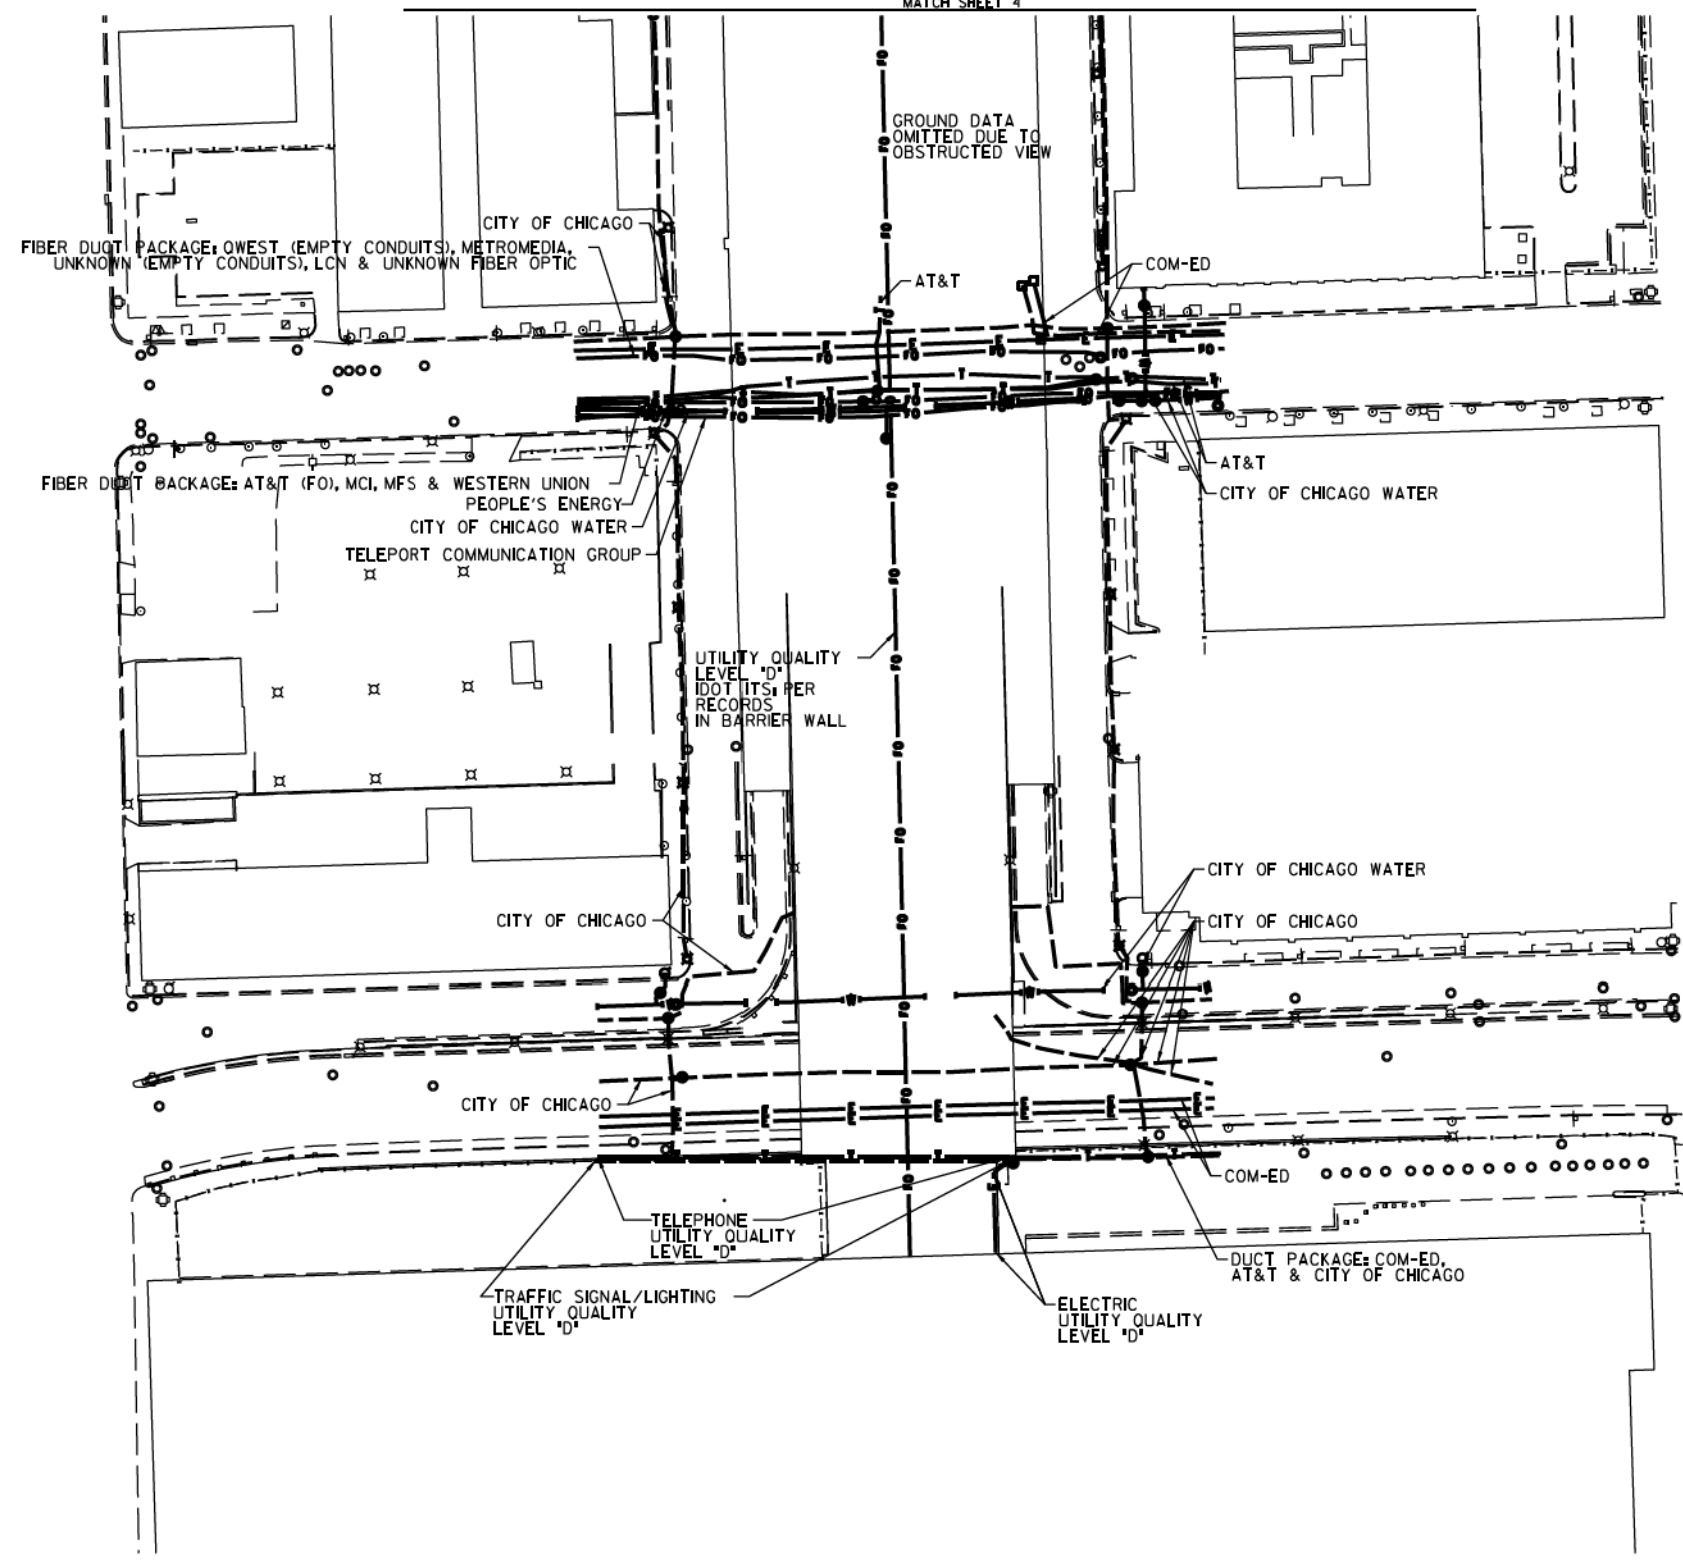 MATCH SHEET 4
GROUND DATA
OMITTED DUE TO
OBSTRUCTED VIEW
CITY OF CHICAGO
FIBER DUCT PACKAGE: QWEST (EMPTY CONDUITS), METROMEDIA,
UNKNOWN (EMPTY CONDUITS), LCN & UNKNOWN FIBER OPTIC
COM-ED
AT&T
AT&T
FIBER DUCT PACKAGE: AT&T (FO), MCI, MFS & WESTERN UNION
CITY OF CHICAGO WATER
PEOPLE'S ENERGY
CITY OF CHICAGO WATER
TELEPORT COMMUNICATION GROUP
UTILITY QUALITY
LEVEL "D"
IDOT ITS, PER
RECORDS
IN BARRIER WALL
CITY OF CHICAGO WATER
CITY OF CHICAGO
CITY OF CHICAGO
CITY OF CHICAGO
COM-ED
TELEPHONE
UTILITY QUALITY
LEVEL "D"
DUCT PACKAGE: COM-ED,
AT&T & CITY OF CHICAGO
TRAFFIC SIGNAL/LIGHTING
UTILITY QUALITY
LEVEL "D"
ELECTRIC
UTILITY QUALITY
LEVEL "D"